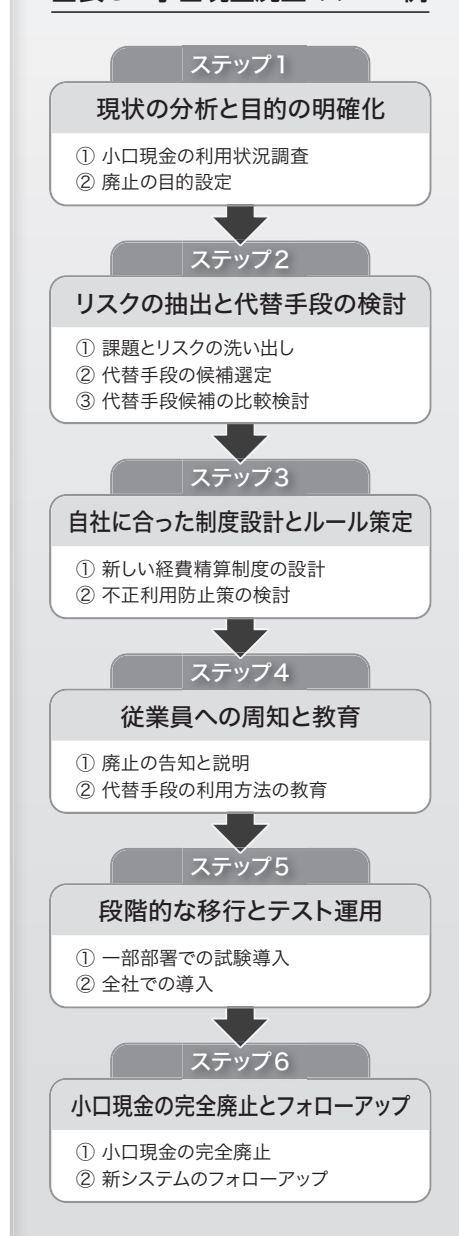 ステップ1
現状の分析と目的の明確化
① 小口現金の利用状況調査
② 廃止の目的設定
ステップ2
リスクの抽出と代替手段の検討
① 課題とリスクの洗い出し
② 代替手段の候補選定
③ 代替手段候補の比較検討
ステップ3
自社に合った制度設計とルール策定
① 新しい経費精算制度の設計
② 不正利用防止策の検討
ステップ4
従業員への周知と教育
① 廃止の告知と説明
② 代替手段の利用方法の教育
ステップ5
段階的な移行とテスト運用
① 一部部署での試験導入
② 全社での導入
ステップ6
小口現金の完全廃止とフォローアップ
① 小口現金の完全廃止
② 新システムのフォローアップ